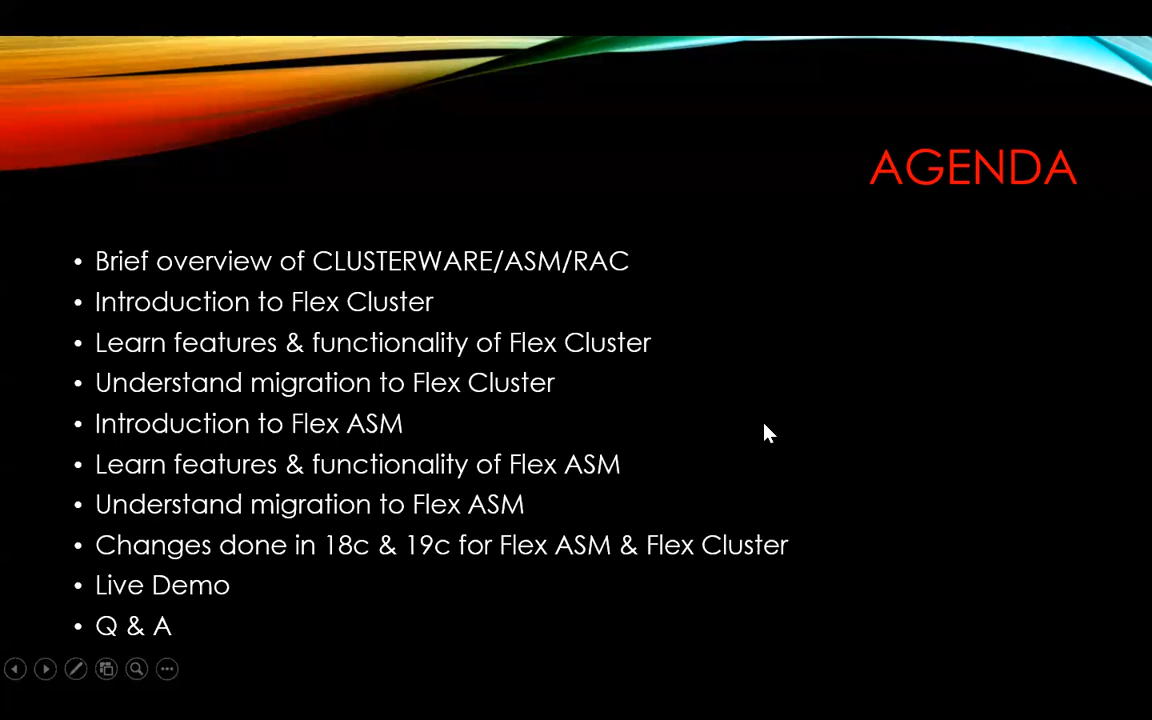 AGENDA
• Brief overview of CLUSTERWARE/ASM/RAC
• Introduction to Flex Cluster
• Learn features & functionality of Flex Cluster
• Understand migration to Flex Cluster
• Introduction to Flex ASM
• Learn features & functionality of Flex ASM
• Understand migration to Flex ASM
• Changes done in 18c & 19c for Flex ASM & Flex Cluster
• Live Demo
• Q & A